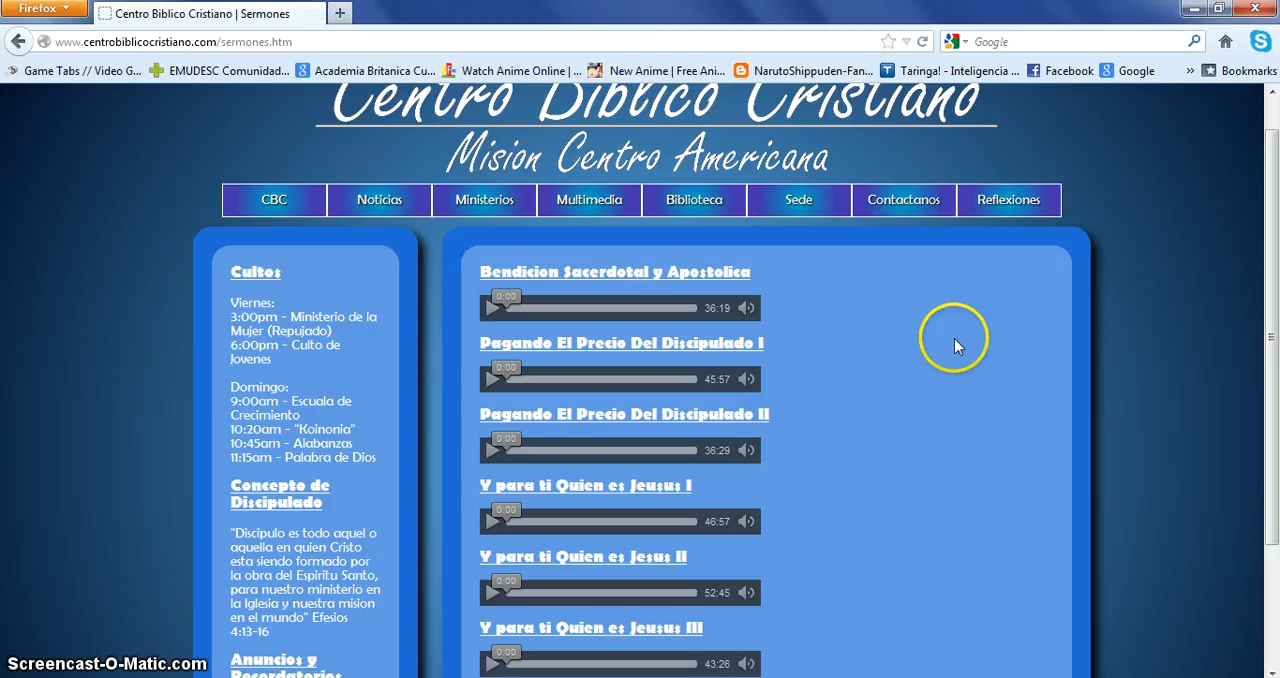 Firefox
Centro Biblico Cristiano | Sermones
www.centrobiblicocristiano.com/sermones.htm
Google
Game Tabs // Video G...
EMUDESC Comunidad...
Academia Britanica Cu...
Watch Anime Online | ...
New Anime | Free Ani...
NarutoShippuden-Fan...
Taringa! - Inteligencia ...
Facebook
Google
Bookmarks
Centro Biblico Cristiano
Mision Centro Americana
CBC
Noticias
Ministerios
Multimedia
Biblioteca
Sede
Contactanos
Reflexiones
Cultos
Viernes:
3:00pm - Ministerio de la
Mujer (Repujado)
6:00pm - Culto de
Jovenes
Domingo:
9:00am - Escuala de
Crecimiento
10:20am - "Koinonia"
10:45am - Alabanzas
11:15am - Palabra de Dios
Concepto de
Discipulado
"Discipulo es todo aquel o
aquella en quien Cristo
esta siendo formado por
la obra del Espiritu Santo,
para nuestro ministerio en
la Iglesia y nuestra mision
en el mundo" Efesios
4:13-16
Anuncios y
Recordatorios
Bendicion Sacerdotal y Apostolica
0:00
36:19
Pagando El Precio Del Discipulado I
0:00
45:57
Pagando El Precio Del Discipulado II
0:00
36:29
Y para ti Quien es Jeusus I
0:00
46:57
Y para ti Quien es Jesus II
0:00
52:45
Y para ti Quien es Jeusus III
0:00
43:26
Screencast-O-Matic.com